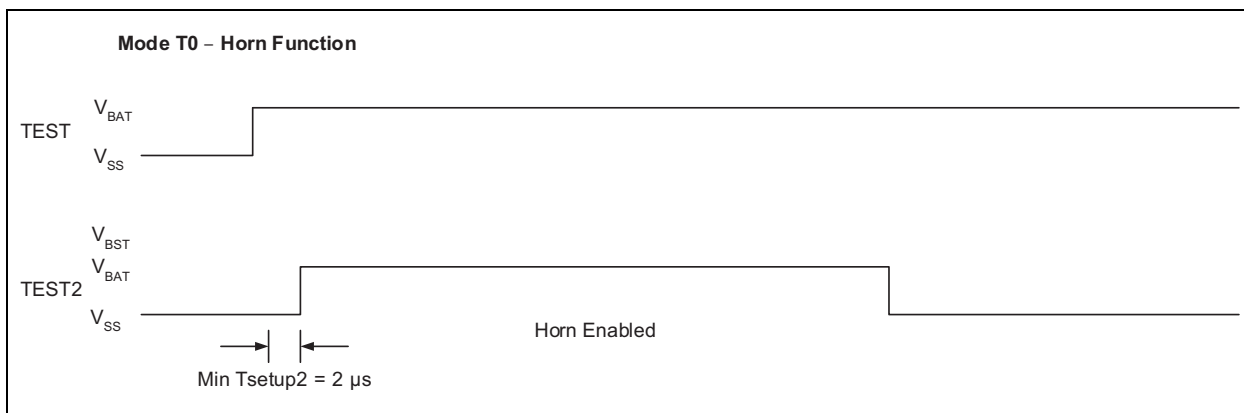 Mode T0 – Horn Function
V_BAT
TEST
V_SS
V_BST
V_BAT
TEST2
V_SS
Horn Enabled
Min Tsetup2 = 2 µs